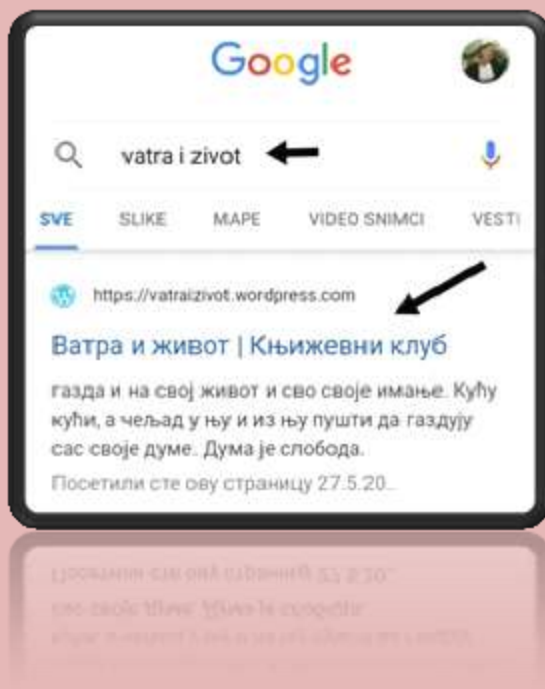 Google
vatra i zivot
SVE SLIKE MAPE VIDEO SNIMCI VESTI
https://vatraizivot.wordpress.com
Ватра и живот | Књижевни клуб
газда и на свој живот и сво своје имање. Кућу
кући, а чељад у њу и из њу пушти да газдују
сас своје думе. Дума је слобода.
Посетили сте ову страницу 27.5.20..